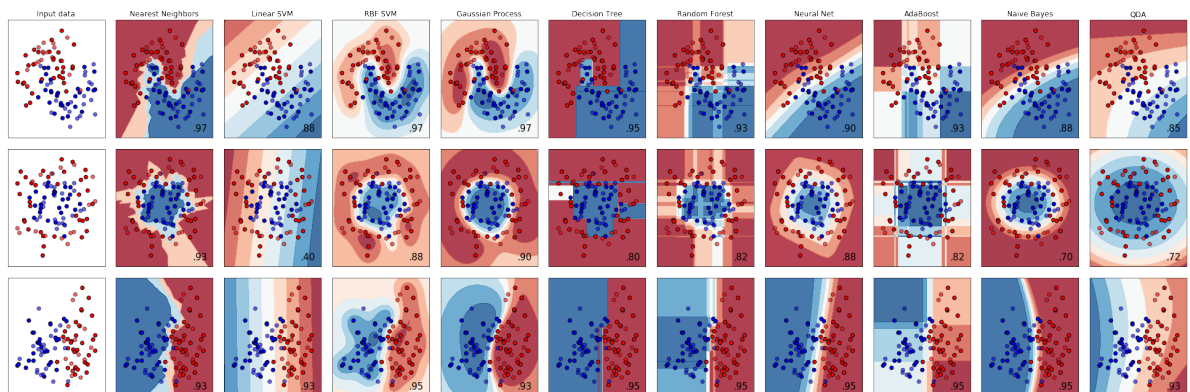 Input data Nearest Neighbors Linear SVM RBF SVM Gaussian Process Decision Tree Random Forest Neural Net AdaBoost Naive Bayes QDA
.97 .88 .97 .97 .95 .93 .90 .93 .88 .85
.93 .40 .88 .90 .80 .82 .88 .82 .70 .72
.93 .93 .95 .93 .95 .95 .95 .95 .95 .93